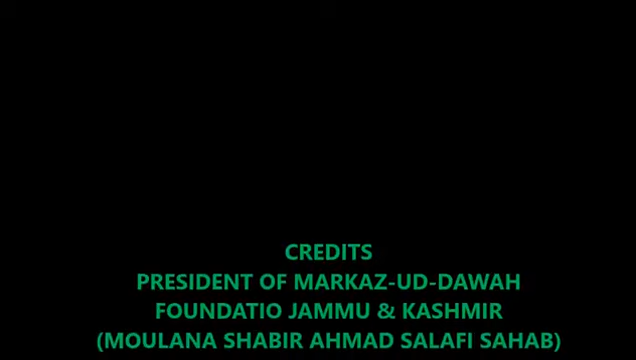 CREDITS
PRESIDENT OF MARKAZ-UD-DAWAH
FOUNDATIO JAMMU & KASHMIR
(MOULANA SHABIR AHMAD SALAFI SAHAB)